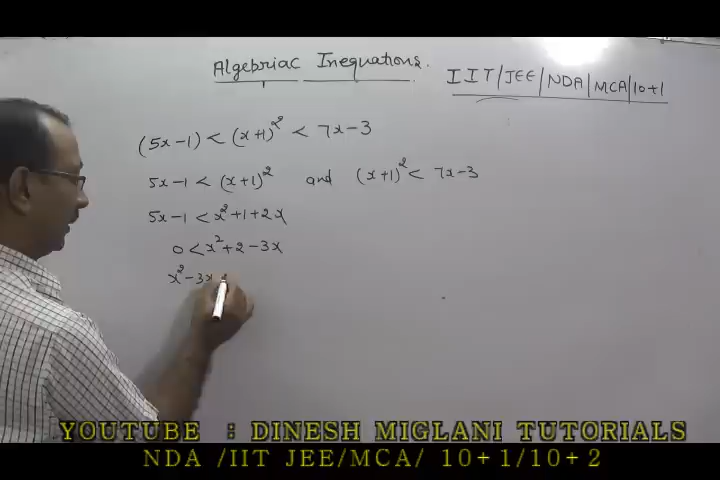 Algebriac Inequations.
IIT/JEE/NDA/MCA/10+1
(5x-1) < (x+1)² < 7x-3
5x-1 < (x+1)² and (x+1)² < 7x-3
5x-1 < x²+1+2x
0 < x²+2-3x
x²-3x
YOUTUBE : DINESH MIGLANI TUTORIALS
NDA /IIT JEE/MCA/ 10+1/10+2